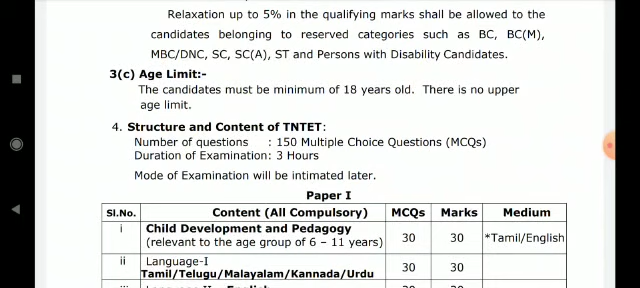 Relaxation up to 5% in the qualifying marks shall be allowed to the
candidates belonging to reserved categories such as BC, BC(M),
MBC/DNC, SC, SC(A), ST and Persons with Disability Candidates.
3(c) Age Limit:-
The candidates must be minimum of 18 years old. There is no upper
age limit.
4. Structure and Content of TNTET:
Number of questions : 150 Multiple Choice Questions (MCQs)
Duration of Examination: 3 Hours
Mode of Examination will be intimated later.
Paper I
Sl.No. Content (All Compulsory) MCQs Marks Medium
i Child Development and Pedagogy
(relevant to the age group of 6 – 11 years) 30 30 *Tamil/English
ii Language-I
Tamil/Telugu/Malayalam/Kannada/Urdu 30 30